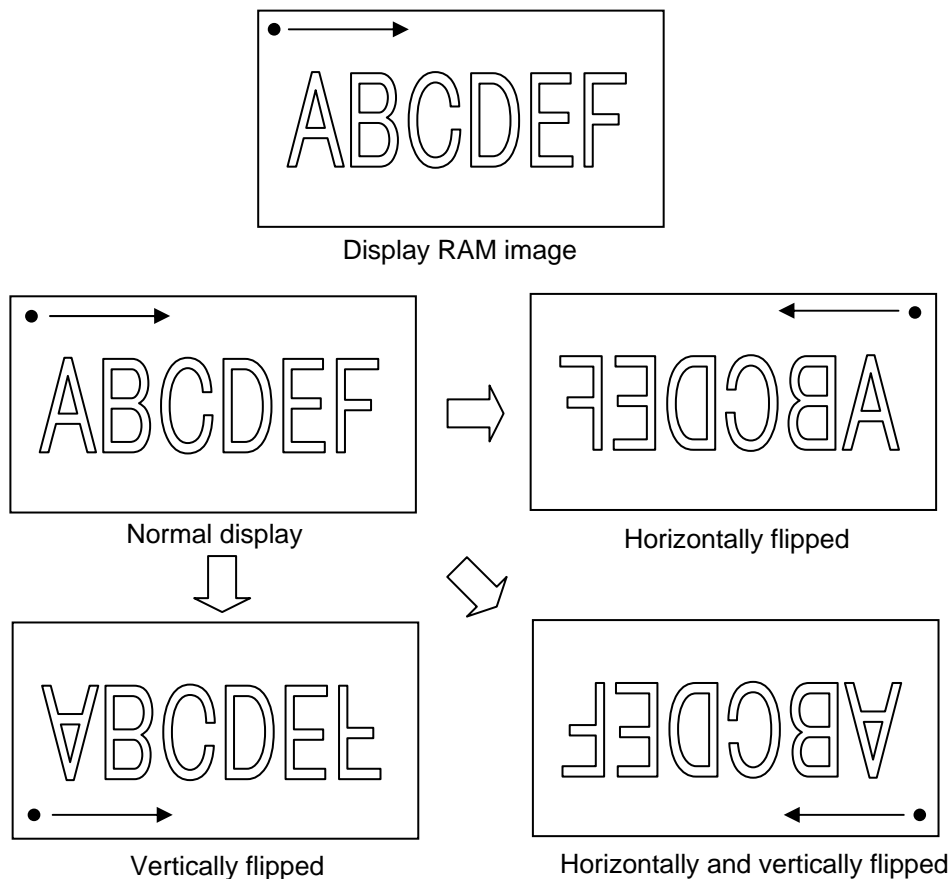 ABCDEF
Display RAM image
ABCDEF
Normal display
ABCDEF
Horizontally flipped
ABCDEF
Vertically flipped
ABCDEF
Horizontally and vertically flipped